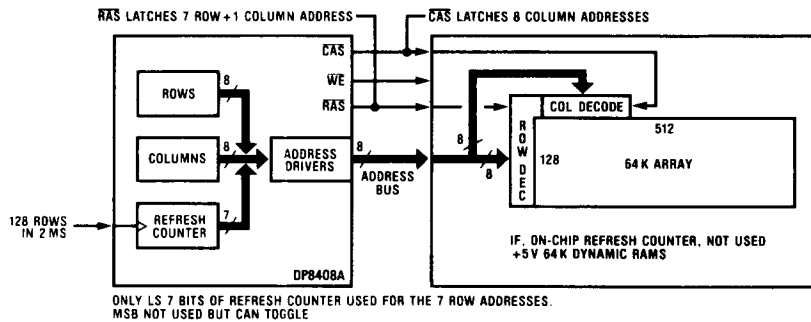 RAS LATCHES 7 ROW+1 COLUMN ADDRESS
CAS LATCHES 8 COLUMN ADDRESSES
CAS
WE
RAS
ROWS
8
COLUMNS
8
ADDRESS
DRIVERS
8
ADDRESS
BUS
128 ROWS
IN 2 MS
REFRESH
COUNTER
7
DP8408A
8
8
COL DECODE
ROW DEC
512
128
64K ARRAY
IF, ON-CHIP REFRESH COUNTER, NOT USED
+5V 64K DYNAMIC RAMS
ONLY LS 7 BITS OF REFRESH COUNTER USED FOR THE 7 ROW ADDRESSES.
MSB NOT USED BUT CAN TOGGLE